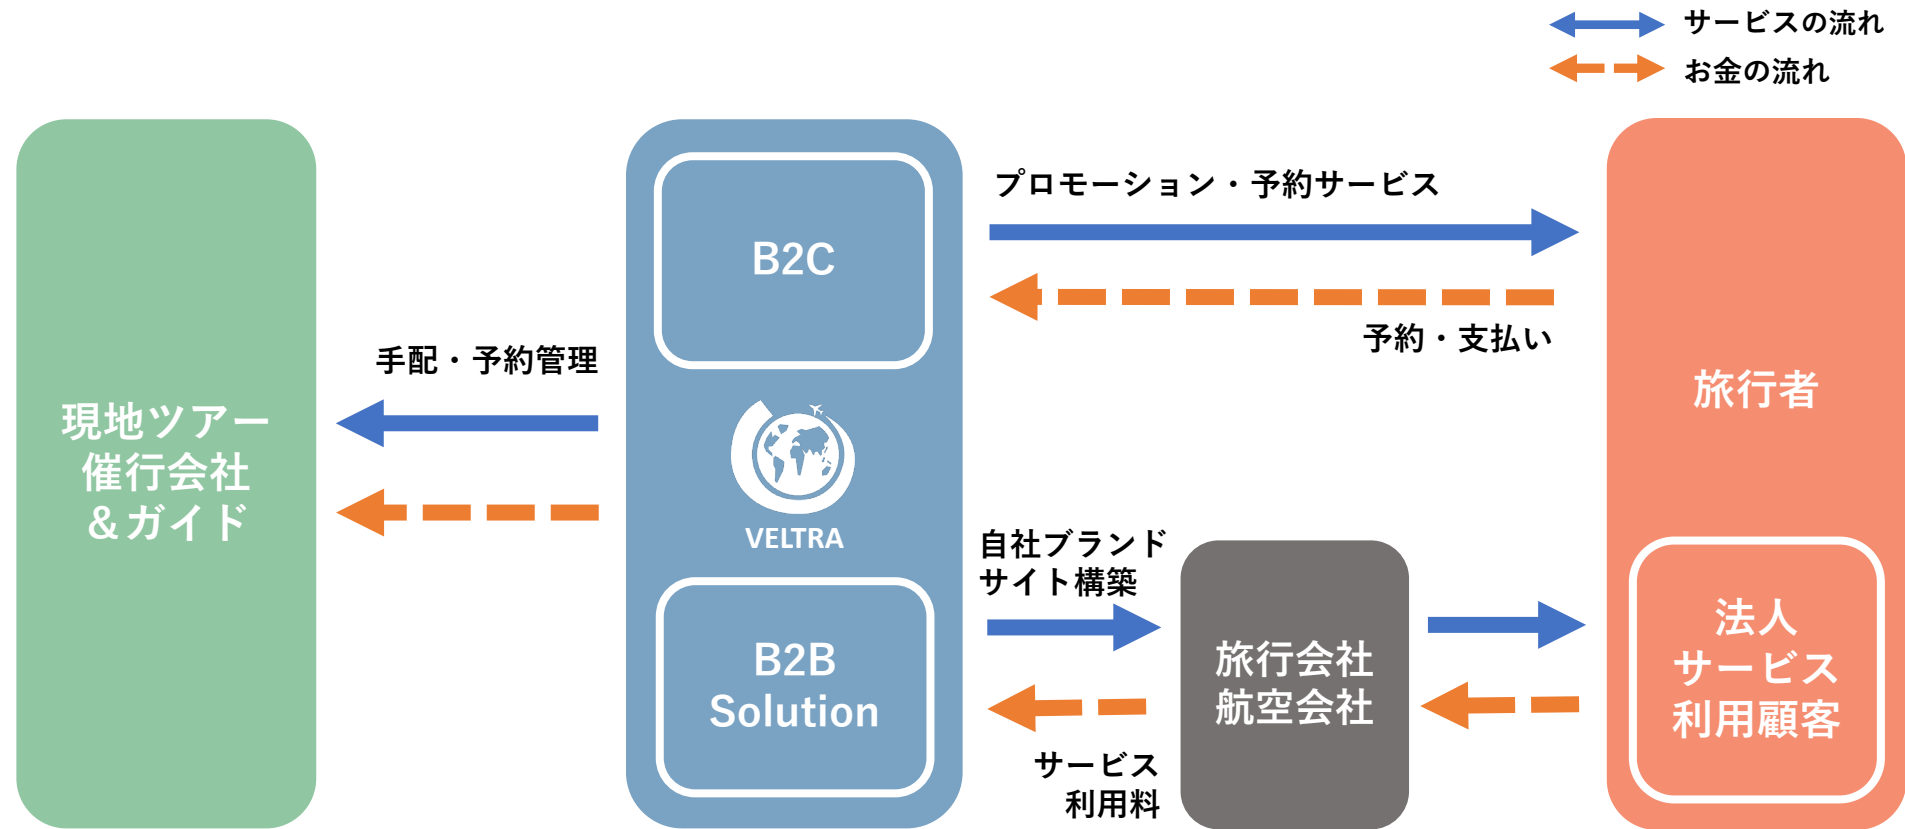 サービスの流れ
お金の流れ
現地ツアー
催行会社
＆ガイド
手配・予約管理
B2C
VELTRA
B2B
Solution
プロモーション・予約サービス
予約・支払い
自社ブランド
サイト構築
サービス
利用料
旅行会社
航空会社
旅行者
法人
サービス
利用顧客